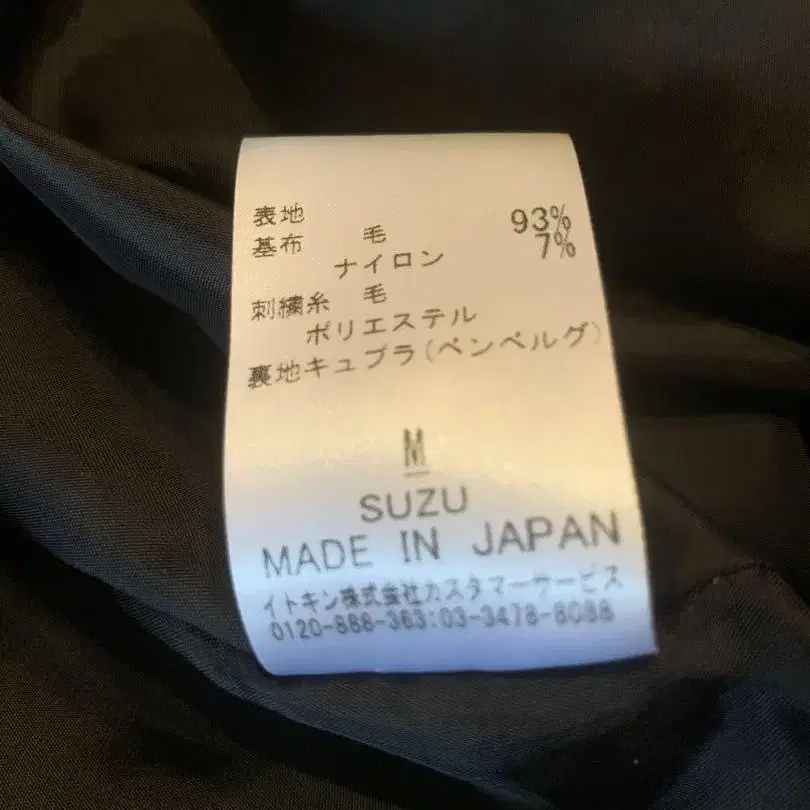 表地
基布 毛 93%
ナイロン 7%
刺繍糸 毛
ポリエステル
裏地キュプラ(ベンベルグ)
M
SUZU
MADE IN JAPAN
イトキン株式会社カスタマーサービス
0120-888-363:03-3478-8088